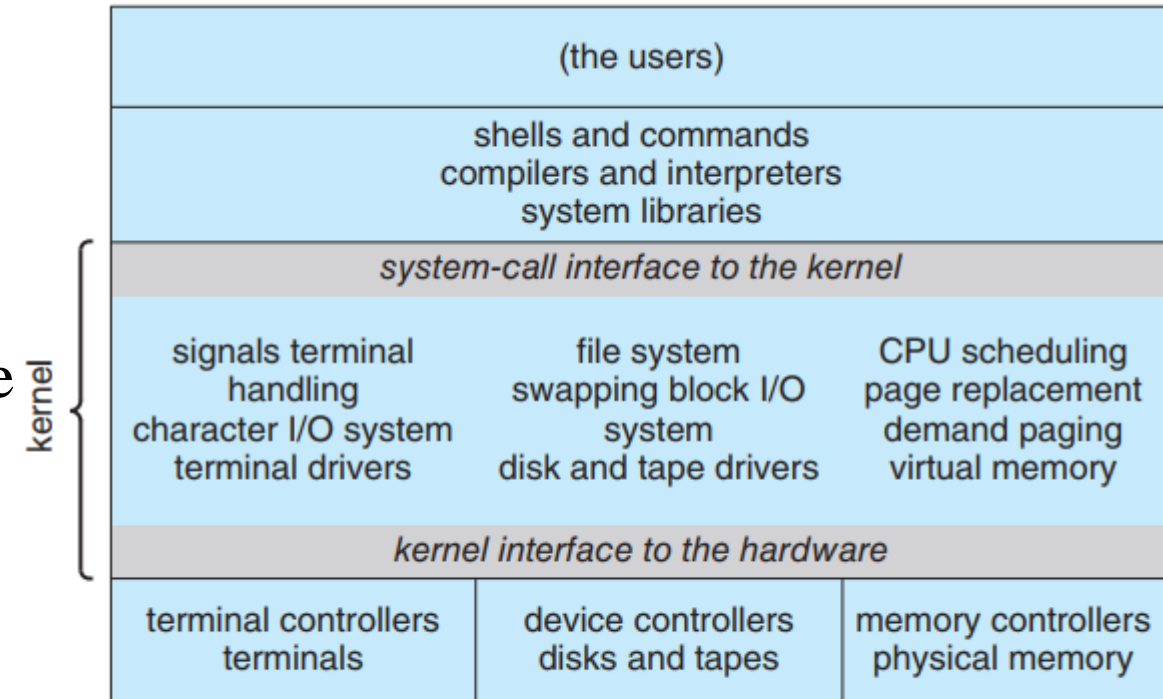 (the users)
shells and commands
compilers and interpreters
system libraries
system-call interface to the kernel
e
kernel
signals terminal
handling
character I/O system
terminal drivers
file system
swapping block I/O
system
disk and tape drivers
CPU scheduling
page replacement
demand paging
virtual memory
kernel interface to the hardware
terminal controllers
terminals
device controllers
disks and tapes
memory controllers
physical memory